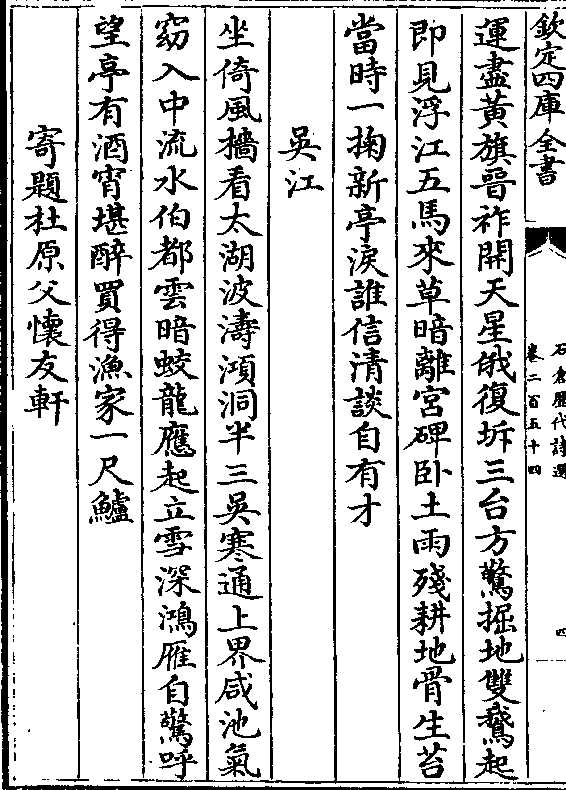 欽定四庫全書
石倉歷代詩選
卷二百五十四
四
運盡黃旗晉祚開天星俄復坼三台方驚掘地雙鵞起
即見浮江五馬來草暗離宮碑卧土雨殘耕地骨生苔
當時一掬新亭淚誰信清談自有才
吳江
坐倚風檣看太湖波濤澒洞半三吳寒通上界咸池氣
窈入中流水伯都雲暗蛟龍應起立雪深鴻雁自驚呼
望亭有酒宵堪醉買得漁家一尺鱸
寄題杜原父懷友軒